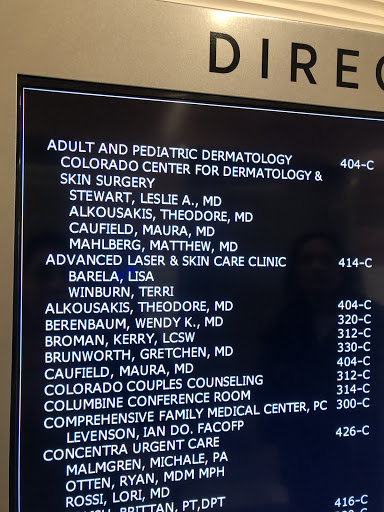 DIREC
ADULT AND PEDIATRIC DERMATOLOGY 404-C
COLORADO CENTER FOR DERMATOLOGY &
SKIN SURGERY
STEWART, LESLIE A., MD
ALKOUSAKIS, THEODORE, MD
CAUFIELD, MAURA, MD
MAHLBERG, MATTHEW, MD
ADVANCED LASER & SKIN CARE CLINIC 414-C
BARELA, LISA
WINBURN, TERRI
ALKOUSAKIS, THEODORE, MD 404-C
BERENBAUM, WENDY K., MD 320-C
BROMAN, KERRY, LCSW 312-C
BRUNWORTH, GRETCHEN, MD 330-C
CAUFIELD, MAURA, MD 404-C
COLORADO COUPLES COUNSELING 312-C
COLUMBINE CONFERENCE ROOM 314-C
COMPREHENSIVE FAMILY MEDICAL CENTER, PC 300-C
LEVENSON, IAN DO. FACOFP
CONCENTRA URGENT CARE 426-C
MALMGREN, MICHALE, PA
OTTEN, RYAN, MDM MPH
ROSSI, LORI, MD
BRITTAN, PT,DPT 416-C